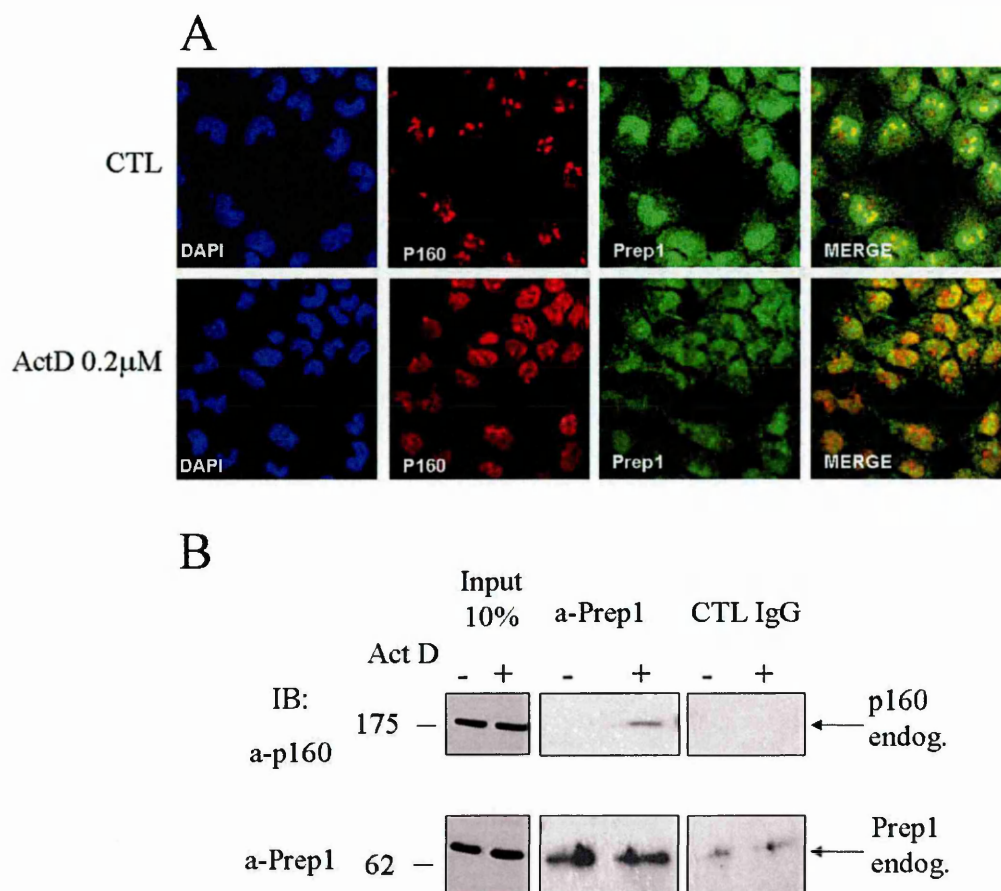 A
CTL
DAPI
P160
Prep1
MERGE
ActD 0.2μM
DAPI
P160
Prep1
MERGE
B
Input
10%
a-Prep1
CTL IgG
Act D
- + - + - +
IB:
a-p160
175 –
p160
endog.
a-Prep1
62 –
Prep1
endog.